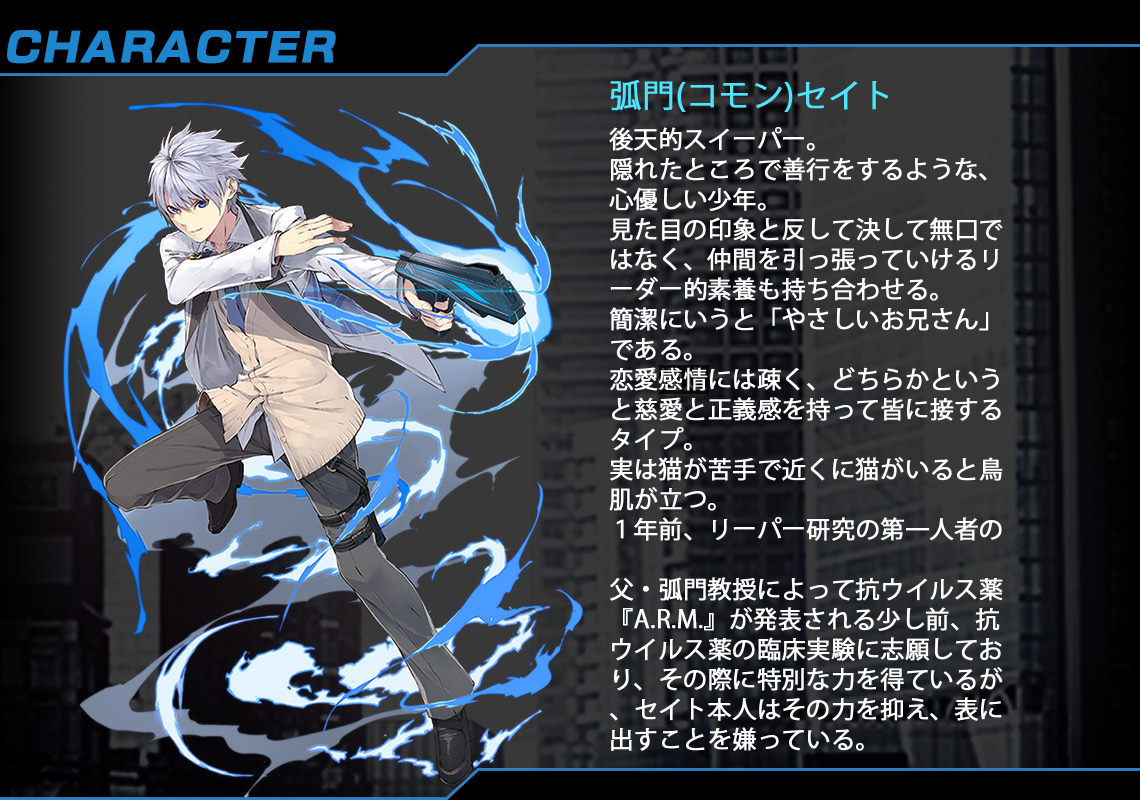 CHARACTER
弧門(コモン)セイト
後天的スイーパー。
隠れたところで善行をするような、
心優しい少年。
見た目の印象と反して決して無口で
はなく、仲間を引っ張っていけるリ
ーダー的素養も持ち合わせる。
簡潔にいうと「やさしいお兄さん」
である。
恋愛感情には疎く、どちらかという
と慈愛と正義感を持って皆に接する
タイプ。
実は猫が苦手で近くに猫がいると鳥
肌が立つ。
１年前、リーパー研究の第一人者の
父・弧門教授によって抗ウイルス薬
『A.R.M.』が発表される少し前、抗
ウイルス薬の臨床実験に志願してお
り、その際に特別な力を得ているが
、セイト本人はその力を抑え、表に
出すことを嫌っている。